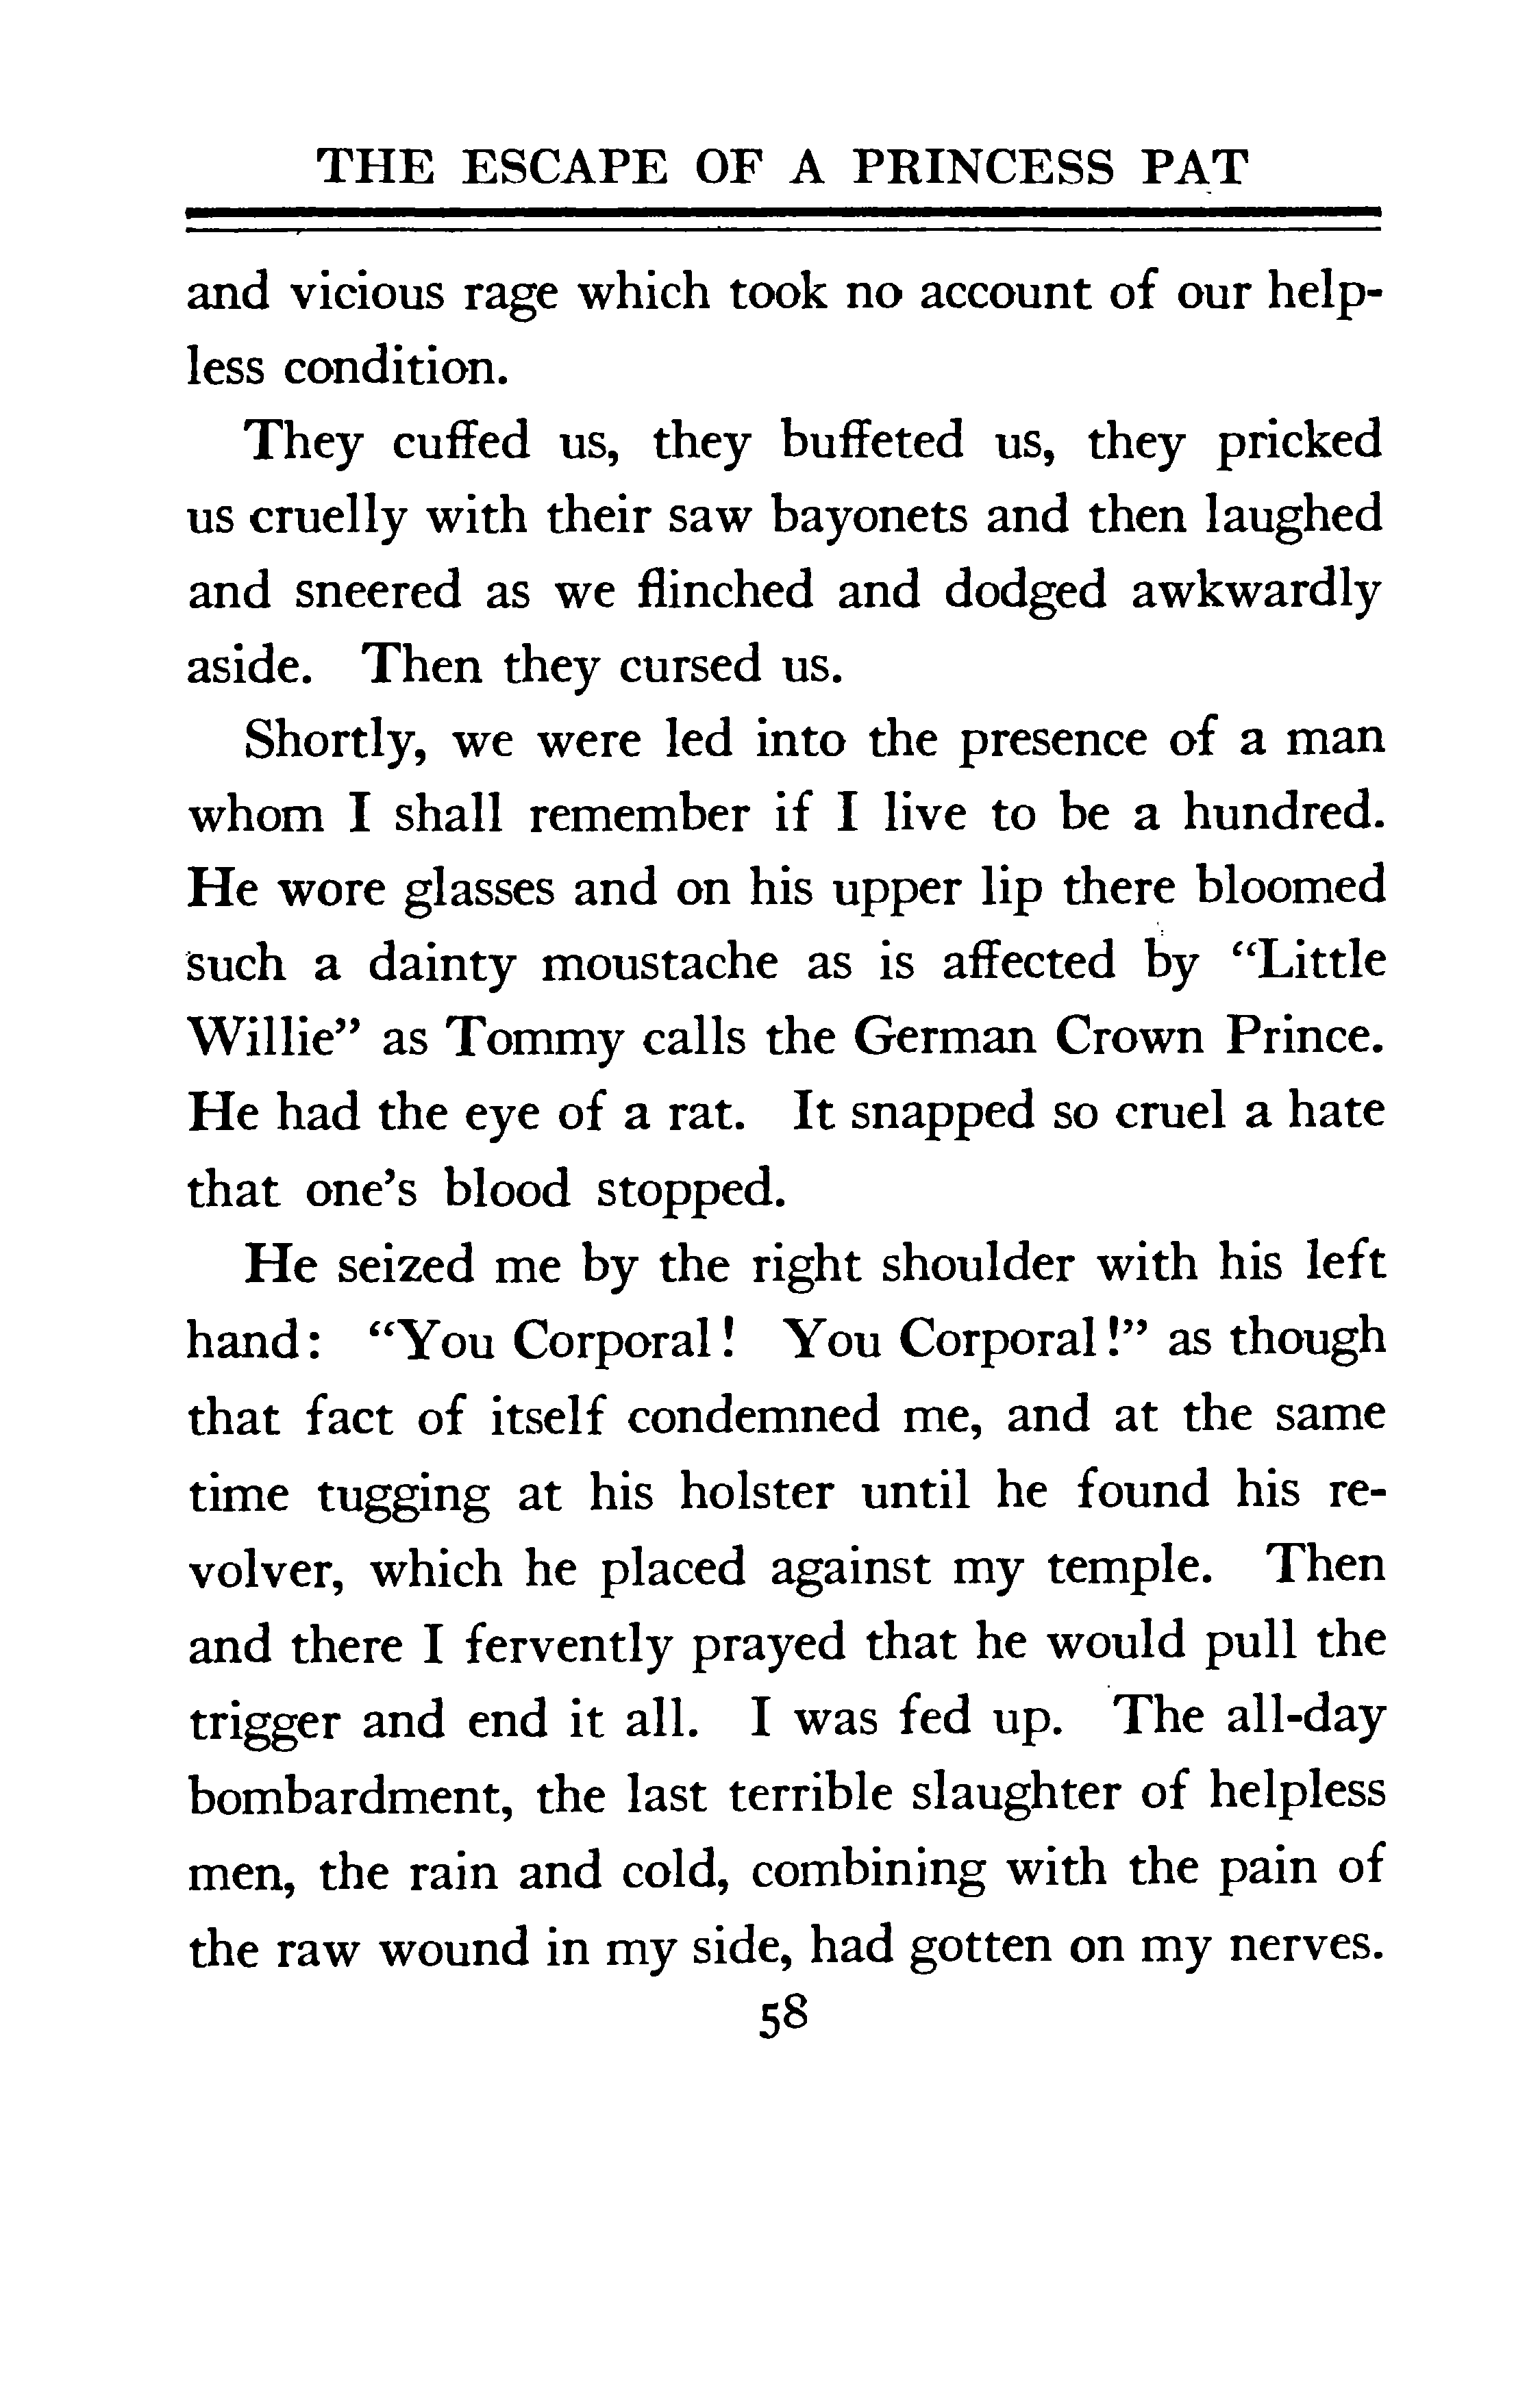 THE ESCAPE OF A PRINCESS PAT
and vicious rage which took no account of our help-
less condition.
They cuffed us, they buffeted us, they pricked
us cruelly with their saw bayonets and then laughed
and sneered as we flinched and dodged awkwardly
aside. Then they cursed us.
Shortly, we were led into the presence of a man
whom I shall remember if I live to be a hundred.
He wore glasses and on his upper lip there bloomed
such a dainty moustache as is affected by “Little
Willie” as Tommy calls the German Crown Prince.
He had the eye of a rat. It snapped so cruel a hate
that one’s blood stopped.
He seized me by the right shoulder with his left
hand: “You Corporal! You Corporal!” as though
that fact of itself condemned me, and at the same
time tugging at his holster until he found his re-
volver, which he placed against my temple. Then
and there I fervently prayed that he would pull the
trigger and end it all. I was fed up. The all-day
bombardment, the last terrible slaughter of helpless
men, the rain and cold, combining with the pain of
the raw wound in my side, had gotten on my nerves.
58